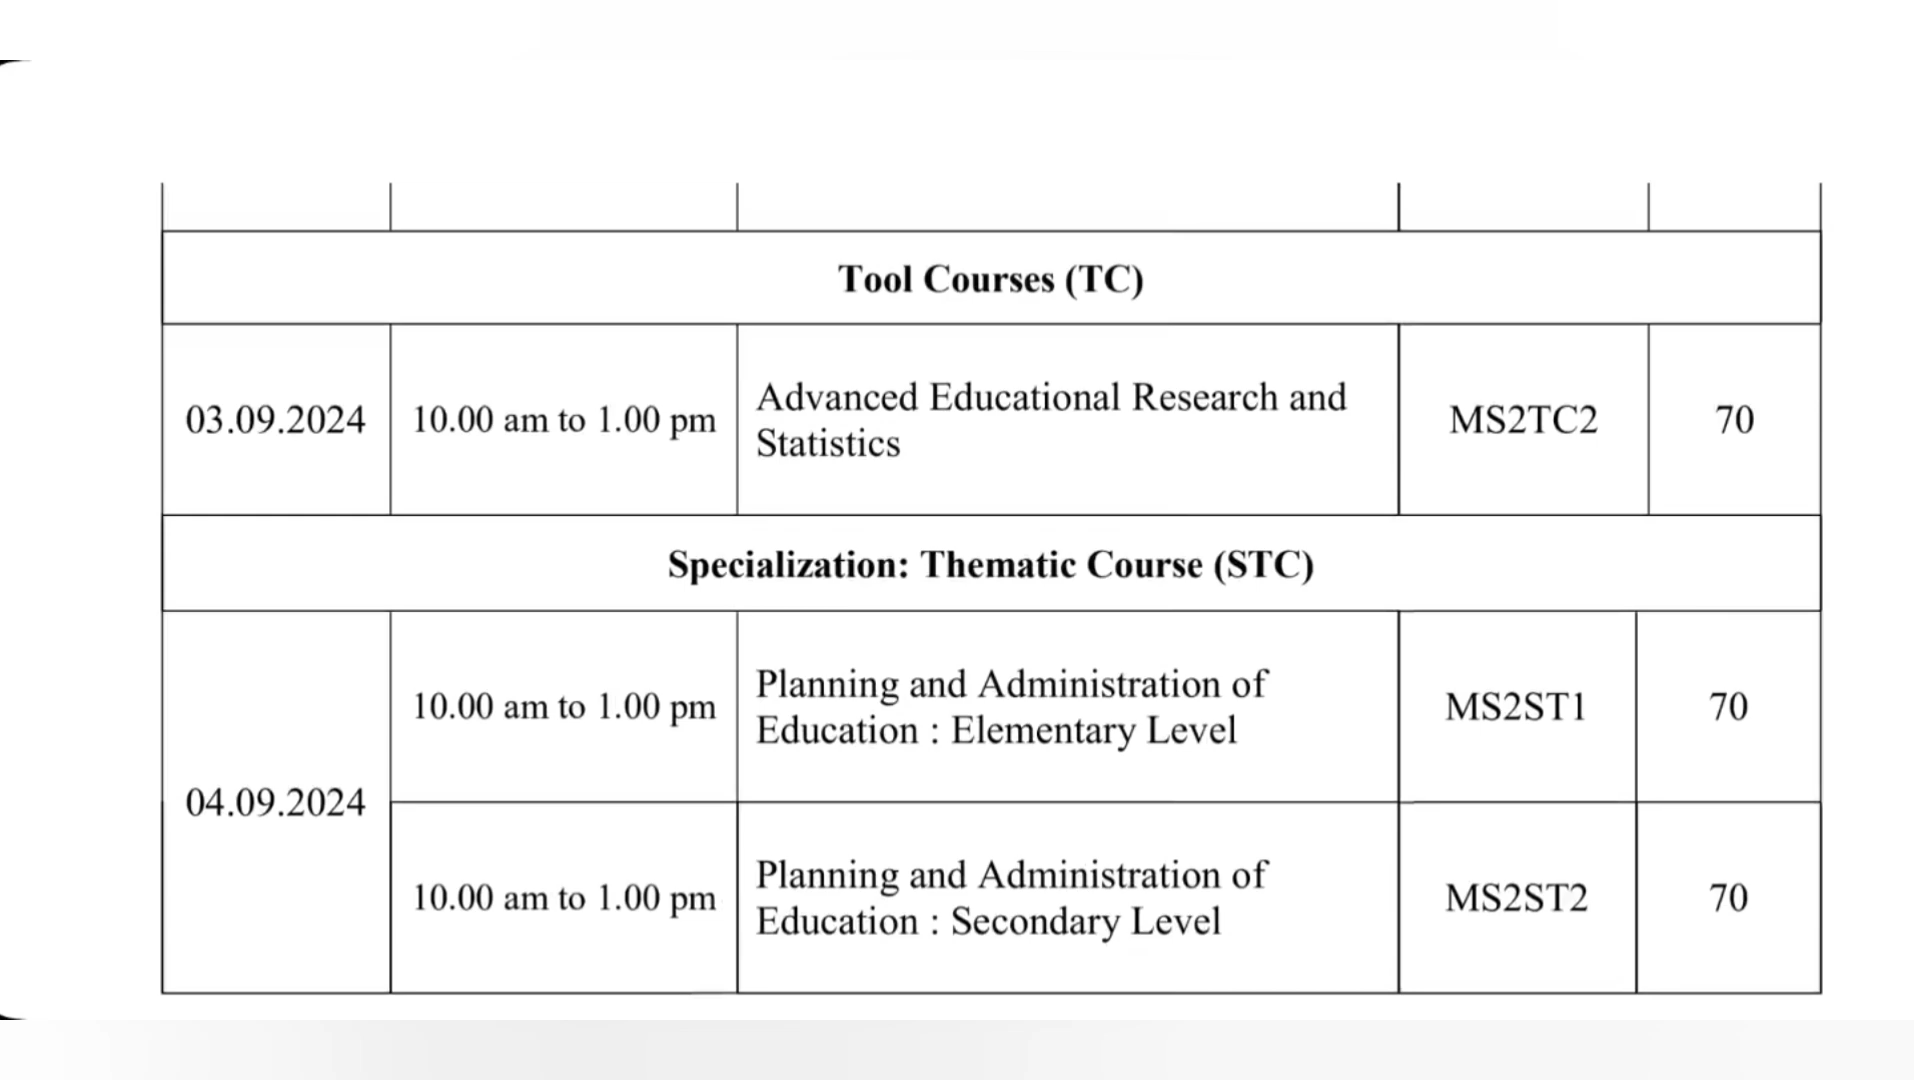 Tool Courses (TC)
03.09.2024
10.00 am to 1.00 pm
Advanced Educational Research and
Statistics
MS2TC2
70
Specialization: Thematic Course (STC)
04.09.2024
10.00 am to 1.00 pm
Planning and Administration of
Education : Elementary Level
MS2ST1
70
10.00 am to 1.00 pm
Planning and Administration of
Education : Secondary Level
MS2ST2
70